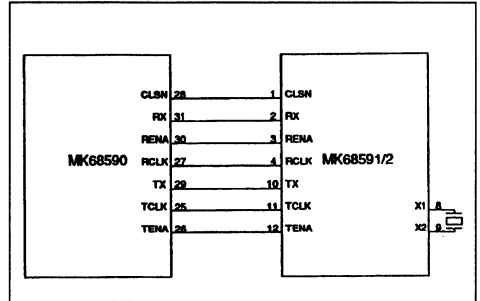 CLSN 28 1 CLSN
RX 31 2 RX
RENA 30 3 RENA
MK68590 RCLK 27 4 RCLK MK68591/2
TX 29 10 TX
TCLK 25 11 TCLK X1 8
TENA 26 12 TENA X2 9